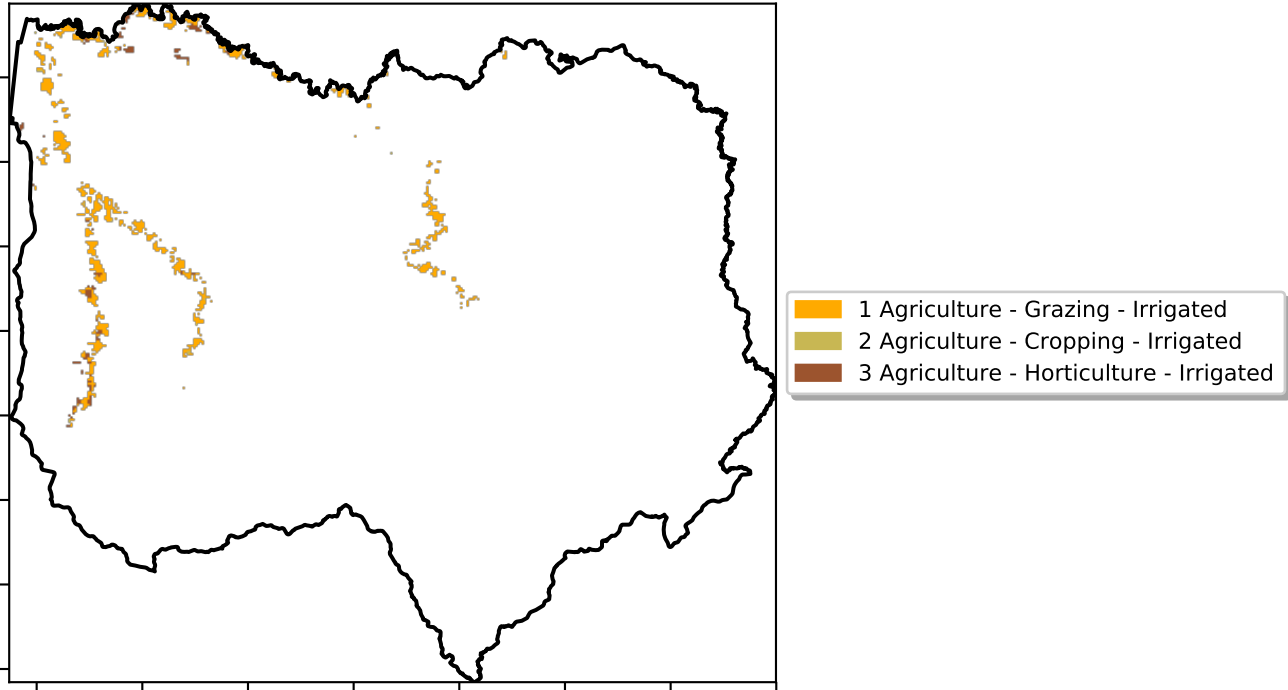 1 Agriculture - Grazing - Irrigated
2 Agriculture - Cropping - Irrigated
3 Agriculture - Horticulture - Irrigated